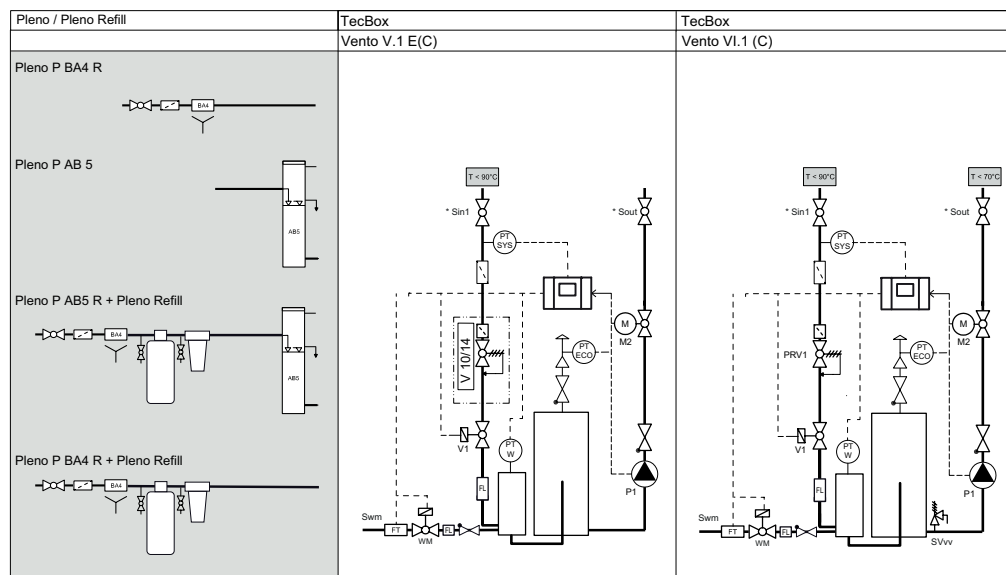 Pleno / Pleno Refill
TecBox
TecBox
Vento V.1 E(C)
Vento VI.1 (C)
Pleno P BA4 R
BA4
Pleno P AB 5
AB5
Pleno P AB5 R + Pleno Refill
BA4
AB5
Pleno P BA4 R + Pleno Refill
BA4
T < 90°C
* Sin1
* Sout
PT
SYS
M
M2
V 10/14
PT
ECO
V1
PT
W
FL
P1
Swm
FT
WM
FL
T < 90°C
T < 70°C
* Sin1
* Sout
PT
SYS
M
M2
PRV1
PT
ECO
V1
PT
W
FL
P1
Swm
FT
WM
FL
SVvv